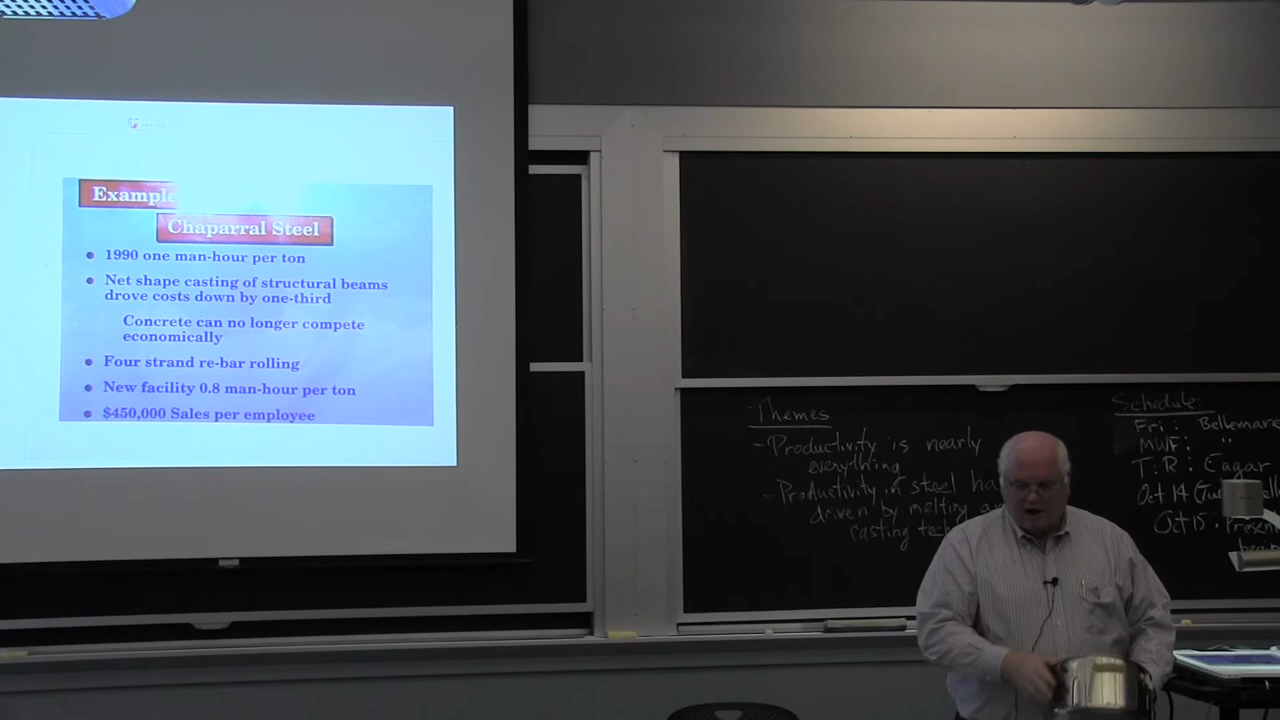 Example
Chaparral Steel
• 1990 one man-hour per ton
• Net shape casting of structural beams
drove costs down by one-third
Concrete can no longer compete
economically
• Four strand re-bar rolling
• New facility 0.8 man-hour per ton
• $450,000 Sales per employee
Themes
- Productivity is nearly
everything
- Productivity in steel ha
driven by melting a
casting tech
Schedule:
Fri: Bellemare
MWF: "
T:R: Eagar
Oct 14
Oct 15 · Presen